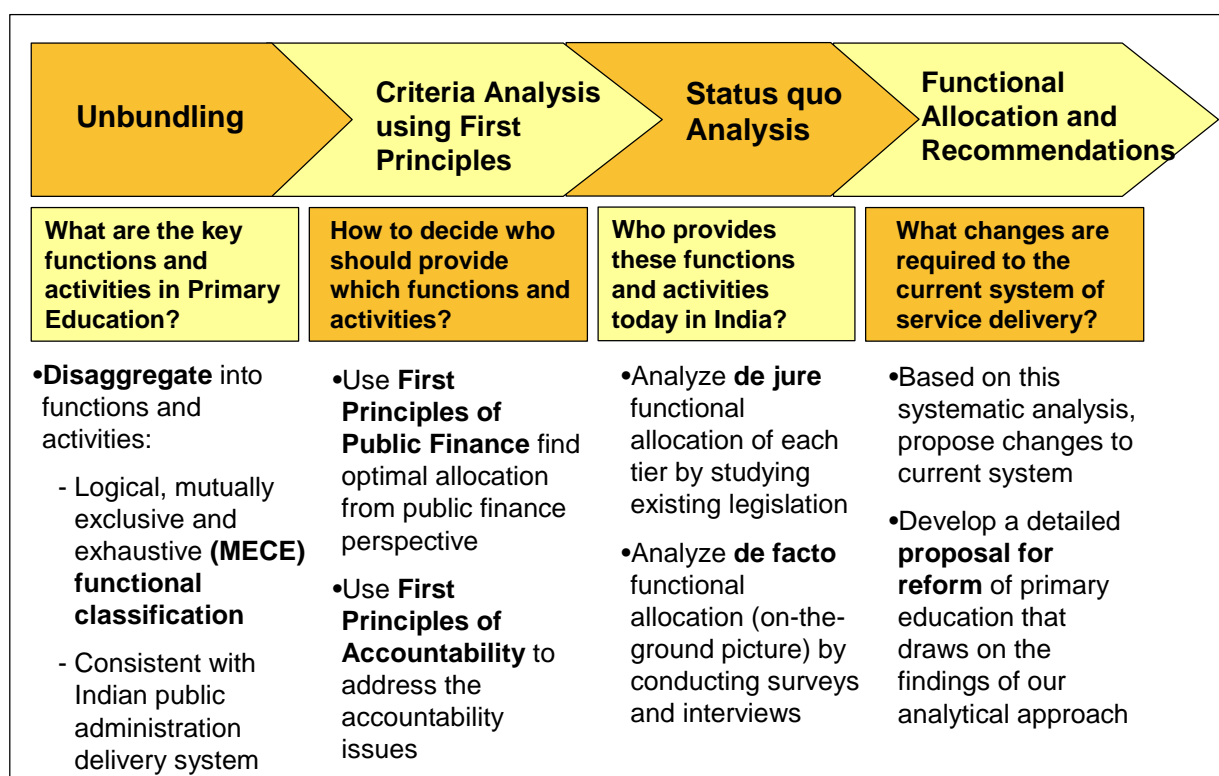 Unbundling
Criteria Analysis
using First
Principles
Status quo
Analysis
Functional
Allocation and
Recommendations
What are the key
functions and
activities in Primary
Education?
How to decide who
should provide
which functions and
activities?
Who provides
these functions
and activities
today in India?
What changes are
required to the
current system of
service delivery?
•Disaggregate into
functions and
activities:
- Logical, mutually
exclusive and
exhaustive (MECE)
functional
classification
- Consistent with
Indian public
administration
delivery system
•Use First
Principles of
Public Finance find
optimal allocation
from public finance
perspective
•Use First
Principles of
Accountability to
address the
accountability
issues
•Analyze de jure
functional
allocation of each
tier by studying
existing legislation
•Analyze de facto
functional
allocation (on-the-
ground picture) by
conducting surveys
and interviews
•Based on this
systematic analysis,
propose changes to
current system
•Develop a detailed
proposal for
reform of primary
education that
draws on the
findings of our
analytical approach